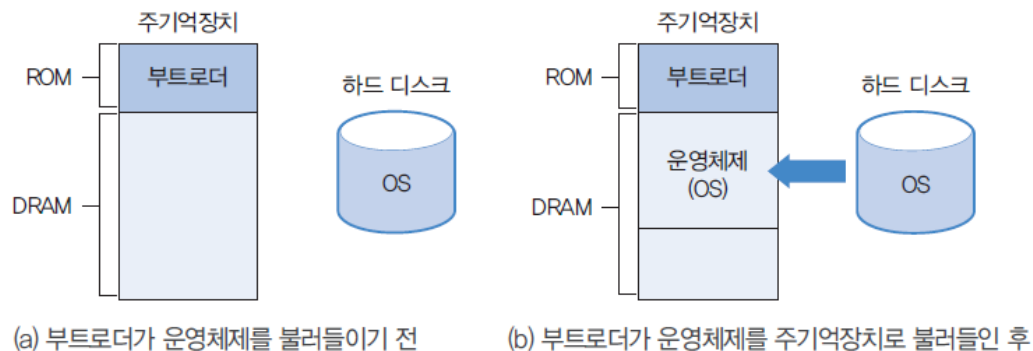 주기억장치
ROM
부트로더
하드 디스크
OS
DRAM
(a) 부트로더가 운영체제를 불러들이기 전
주기억장치
ROM
부트로더
하드 디스크
운영체제
(OS)
OS
DRAM
(b) 부트로더가 운영체제를 주기억장치로 불러들인 후